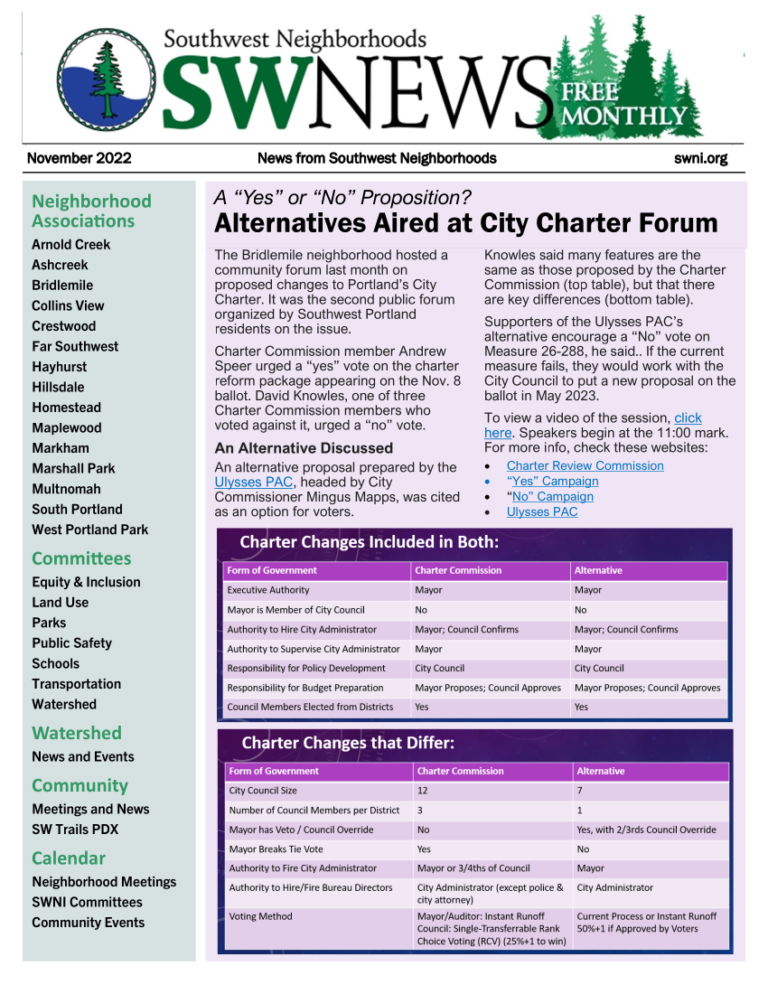 Southwest Neighborhoods
SWNEWS
FREE
MONTHLY
November 2022 News from Southwest Neighborhoods swni.org
Neighborhood
Associations
Arnold Creek
Ashcreek
Bridlemile
Collins View
Crestwood
Far Southwest
Hayhurst
Hillsdale
Homestead
Maplewood
Markham
Marshall Park
Multnomah
South Portland
West Portland Park
Committees
Equity & Inclusion
Land Use
Parks
Public Safety
Schools
Transportation
Watershed
Watershed
News and Events
Community
Meetings and News
SW Trails PDX
Calendar
Neighborhood Meetings
SWNI Committees
Community Events
A “Yes” or “No” Proposition?
Alternatives Aired at City Charter Forum
The Bridlemile neighborhood hosted a
community forum last month on
proposed changes to Portland’s City
Charter. It was the second public forum
organized by Southwest Portland
residents on the issue.
Charter Commission member Andrew
Speer urged a “yes” vote on the charter
reform package appearing on the Nov. 8
ballot. David Knowles, one of three
Charter Commission members who
voted against it, urged a “no” vote.
An Alternative Discussed
An alternative proposal prepared by the
Ulysses PAC, headed by City
Commissioner Mingus Mapps, was cited
as an option for voters.
Knowles said many features are the
same as those proposed by the Charter
Commission (top table), but that there
are key differences (bottom table).
Supporters of the Ulysses PAC’s
alternative encourage a “No” vote on
Measure 26-288, he said.. If the current
measure fails, they would work with the
City Council to put a new proposal on the
ballot in May 2023.
To view a video of the session, click
here. Speakers begin at the 11:00 mark.
For more info, check these websites:
• Charter Review Commission
• “Yes” Campaign
• “No” Campaign
• Ulysses PAC
Charter Changes Included in Both:
Form of Government Charter Commission Alternative
Executive Authority Mayor Mayor
Mayor is Member of City Council No No
Authority to Hire City Administrator Mayor; Council Confirms Mayor; Council Confirms
Authority to Supervise City Administrator Mayor Mayor
Responsibility for Policy Development City Council City Council
Responsibility for Budget Preparation Mayor Proposes; Council Approves Mayor Proposes; Council Approves
Council Members Elected from Districts Yes Yes
Charter Changes that Differ:
Form of Government Charter Commission Alternative
City Council Size 12 7
Number of Council Members per District 3 1
Mayor has Veto / Council Override No Yes, with 2/3rds Council Override
Mayor Breaks Tie Vote Yes No
Authority to Fire City Administrator Mayor or 3/4ths of Council Mayor
Authority to Hire/Fire Bureau Directors City Administrator (except police & City Administrator
city attorney)
Voting Method Mayor/Auditor: Instant Runoff Current Process or Instant Runoff
Council: Single-Transferrable Rank 50%+1 if Approved by Voters
Choice Voting (RCV) (25%+1 to win)